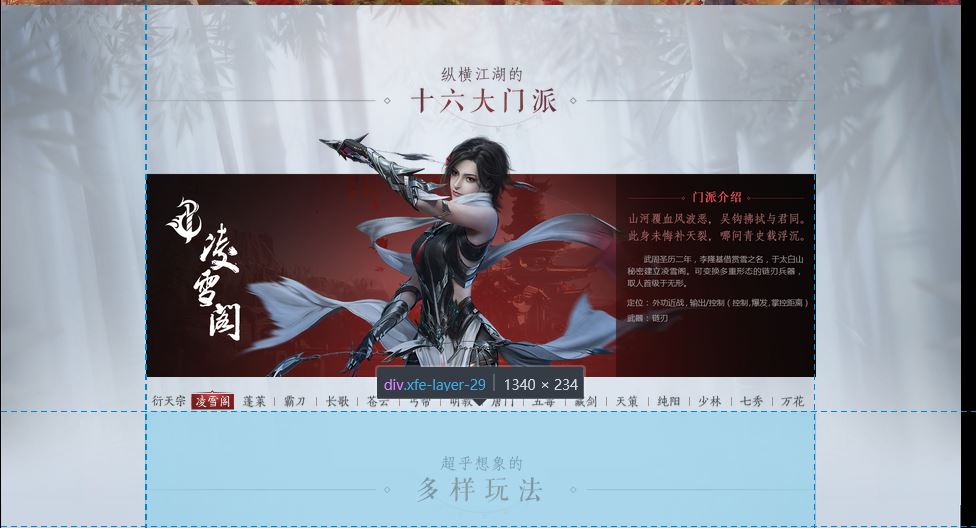 纵横江湖的
十六大门派
凌雪阁
门派介绍
山河覆血风波恶，吴钩拂拭与君同。
此身未悔补天裂，哪问青史载浮沉。
武周圣历二年，李隆基借赏雪之名，于太白山
秘密建立凌雪阁。可变换多重形态的链刃兵器，
取人首级于无形。
定位：外功近战，输出/控制（控制,爆发,掌控距离）
武器：链刃
div.xfe-layer-29 | 1340 × 234
衍天宗 凌雪阁 蓬莱 | 霸刀 | 长歌 | 苍云 | 丐帮 | 明教 | 唐门 | 五毒 | 藏剑 | 天策 | 纯阳 | 少林 | 七秀 | 万花
超乎想象的
多样玩法